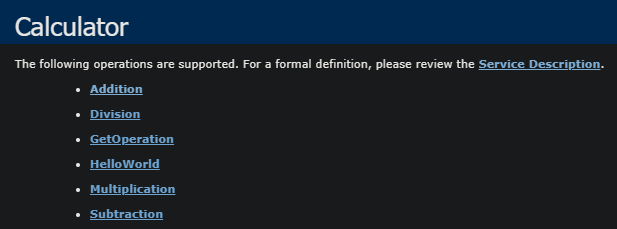 Calculator
The following operations are supported. For a formal definition, please review the Service Description.
Addition
Division
GetOperation
HelloWorld
Multiplication
Subtraction